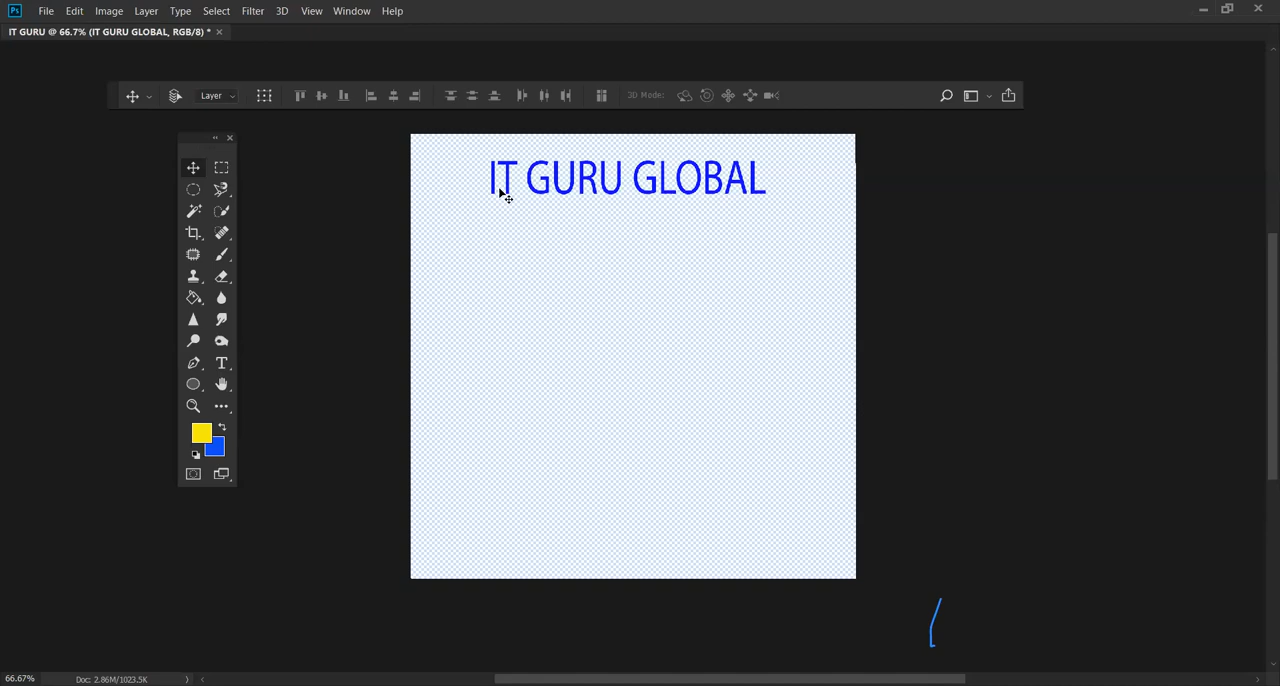 Ps File Edit Image Layer Type Select Filter 3D View Window Help
IT GURU @ 66.7% (IT GURU GLOBAL, RGB/8) * ×
Layer 3D Mode:
IT GURU GLOBAL
T
66.67% Doc: 2.86M/1023.5K